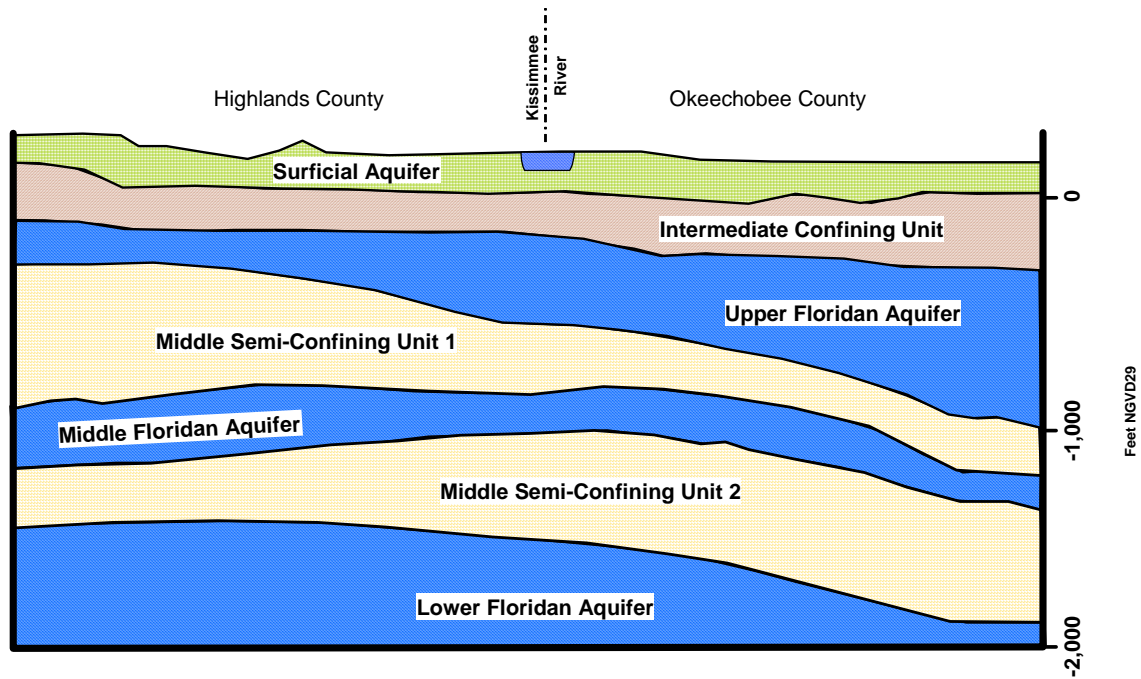 Kissimmee
River
Highlands County
Okeechobee County
Surficial Aquifer
0
Intermediate Confining Unit
Upper Floridan Aquifer
Middle Semi-Confining Unit 1
Middle Floridan Aquifer
-1,000
Feet NGVD29
Middle Semi-Confining Unit 2
Lower Floridan Aquifer
-2,000